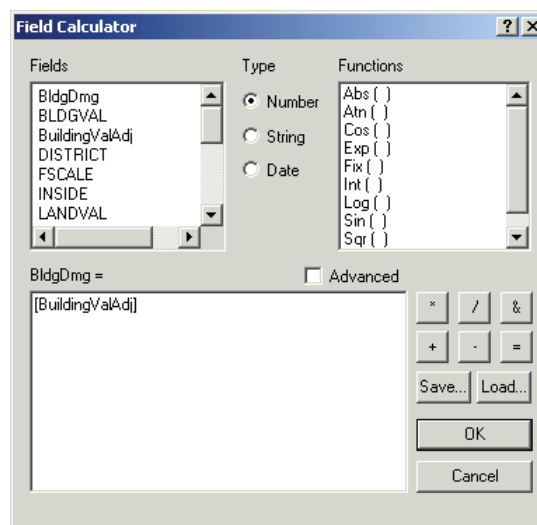 Field Calculator
Fields
BldgDmg
BLDGVAL
BuildingValAdj
DISTRICT
FSCALE
INSIDE
LANDVAL
Type
Number
String
Date
Functions
Abs ( )
Atn ( )
Cos ( )
Exp ( )
Fix ( )
Int ( )
Log ( )
Sin ( )
Sqr ( )
BldgDmg =
Advanced
[BuildingValAdj]
* / &
+ - =
Save... Load...
OK
Cancel